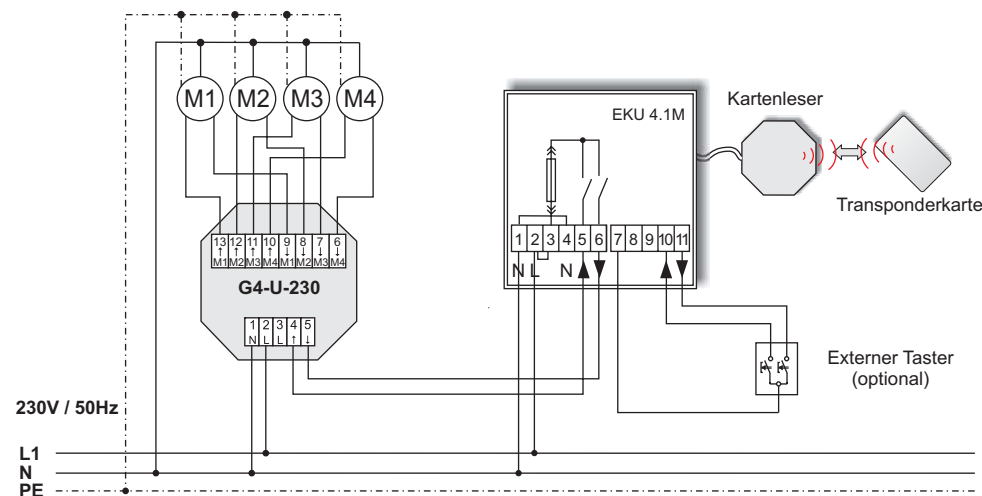 M1 M2 M3 M4
13 12 11 10 9 8 7 6
↑ ↑ ↑ ↑ ↓ ↓ ↓ ↓
M1 M2 M3 M4 M1 M2 M3 M4
G4-U-230
1 2 3 4 5
N L L ↑ ↓
EKU 4.1M
1 2 3 4 5 6 7 8 9 10 11
N L N
Kartenleser
Transponderkarte
Externer Taster
(optional)
230V / 50Hz
L1
N
PE